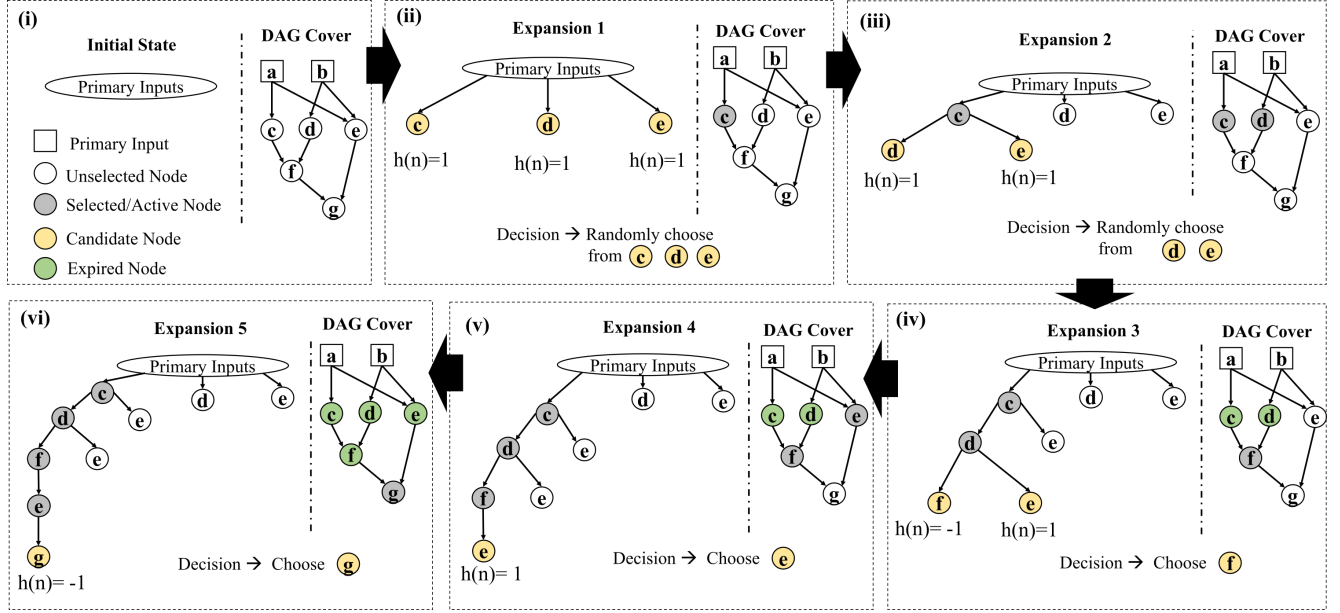 (i)
Initial State
DAG Cover
Primary Inputs
a b
c d e
f
g
Primary Input
Unselected Node
Selected/Active Node
Candidate Node
Expired Node
(ii)
Expansion 1
DAG Cover
Primary Inputs
a b
c d e
h(n)=1 h(n)=1 h(n)=1
c d e
f
g
Decision → Randomly choose
from c d e
(iii)
Expansion 2
DAG Cover
Primary Inputs
a b
c d e
d e
h(n)=1 h(n)=1
c d e
f
g
Decision → Randomly choose
from d e
(iv)
Expansion 3
DAG Cover
Primary Inputs
a b
c d e
d e
f e
h(n)= -1 h(n)=1
c d e
f
g
Decision → Choose f
(v)
Expansion 4
DAG Cover
Primary Inputs
a b
c d e
d e
f e
e
h(n)= 1
c d e
f
g
Decision → Choose e
(vi)
Expansion 5
DAG Cover
Primary Inputs
a b
c d e
d e
f e
e
g
h(n)= -1
c d e
f
g
Decision → Choose g